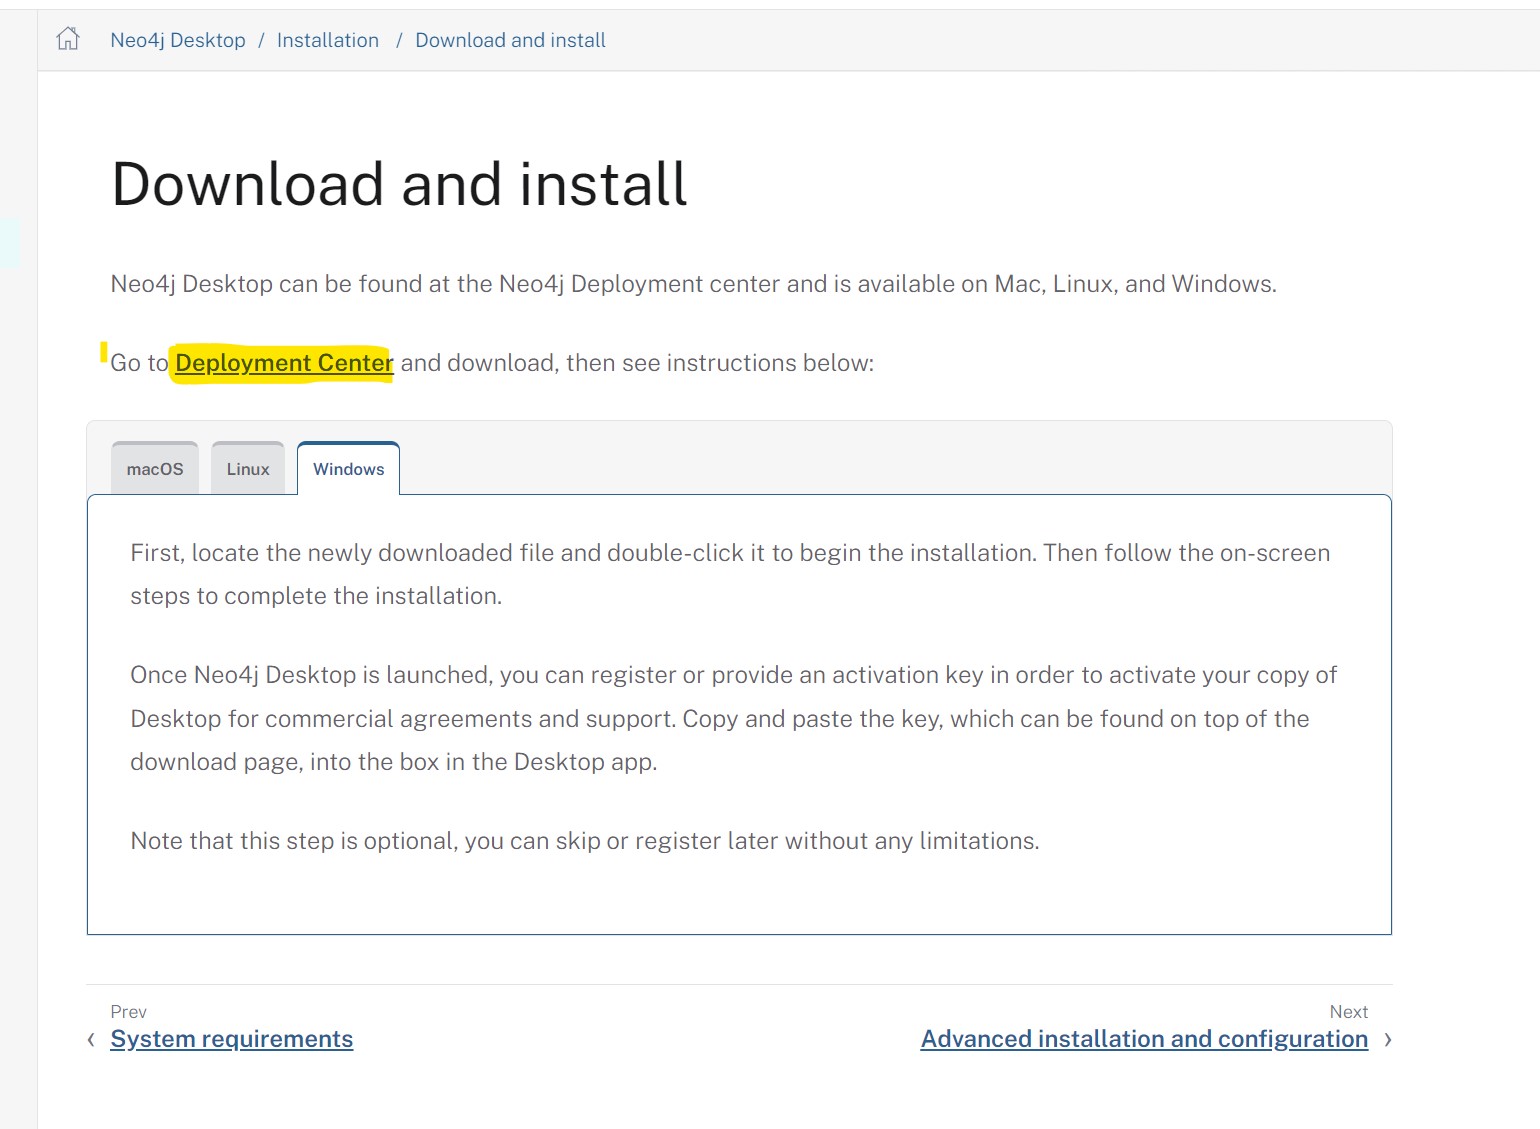 Neo4j Desktop / Installation / Download and install
Download and install
Neo4j Desktop can be found at the Neo4j Deployment center and is available on Mac, Linux, and Windows.
Go to Deployment Center and download, then see instructions below:
macOS Linux Windows
First, locate the newly downloaded file and double-click it to begin the installation. Then follow the on-screen
steps to complete the installation.
Once Neo4j Desktop is launched, you can register or provide an activation key in order to activate your copy of
Desktop for commercial agreements and support. Copy and paste the key, which can be found on top of the
download page, into the box in the Desktop app.
Note that this step is optional, you can skip or register later without any limitations.
Prev
‹ System requirements
Next
Advanced installation and configuration ›